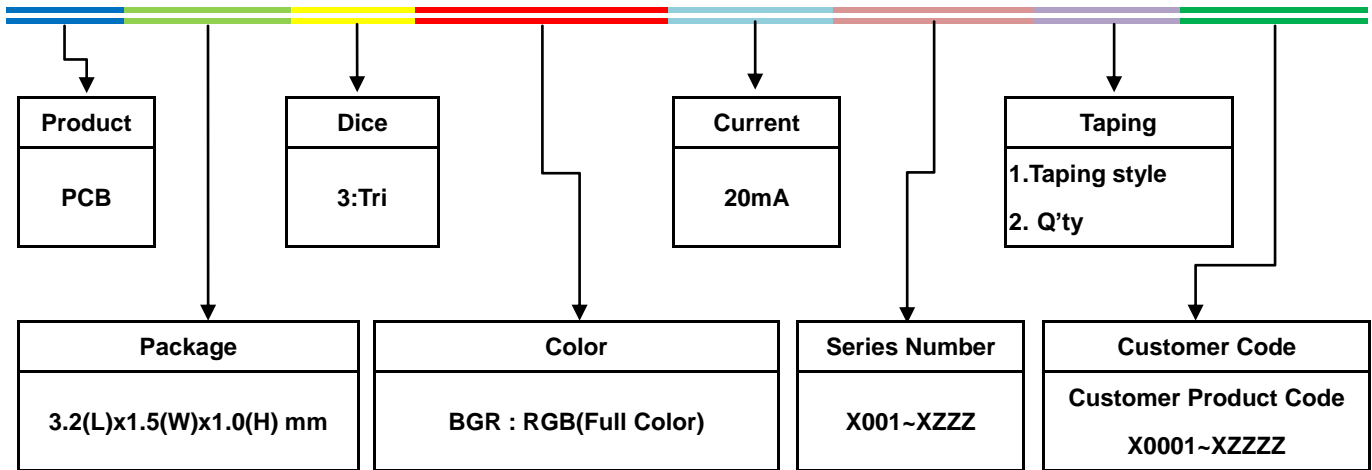 Product
PCB
Dice
3:Tri
Current
20mA
Taping
1.Taping style
2. Q'ty
Package
3.2(L)x1.5(W)x1.0(H) mm
Color
BGR : RGB(Full Color)
Series Number
X001~XZZZ
Customer Code
Customer Product Code
X0001~XZZZZ